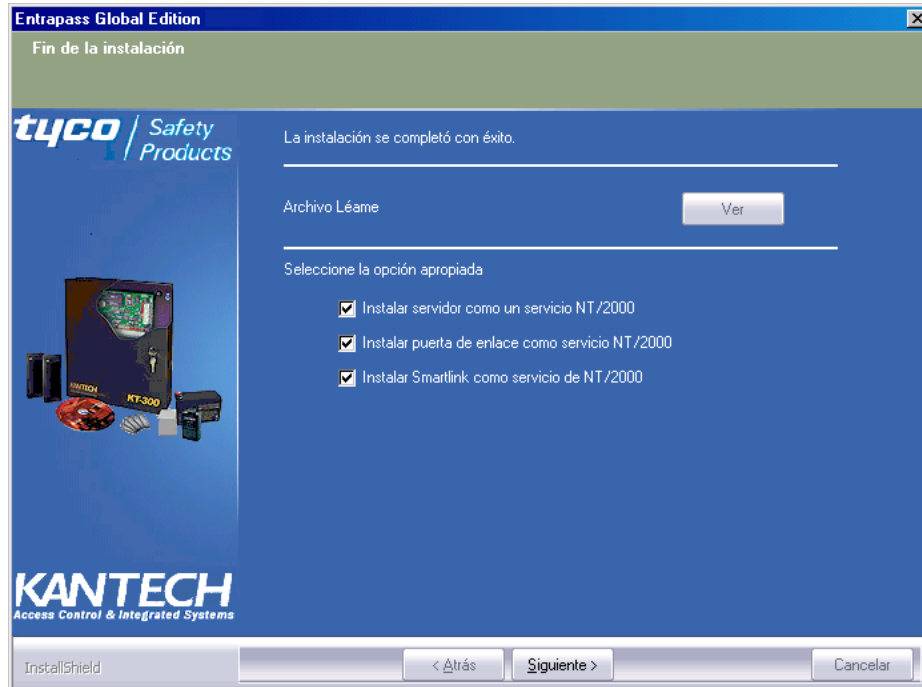 Entrapass Global Edition
Fin de la instalación
tyco / Safety
Products
La instalación se completó con éxito.
Archivo Léame
Ver
Seleccione la opción apropiada
Instalar servidor como un servicio NT/2000
Instalar puerta de enlace como servicio NT/2000
Instalar Smartlink como servicio de NT/2000
KANTECH
KT-300
KANTECH
Access Control & Integrated Systems
InstallShield
< Atrás
Siguiente >
Cancelar